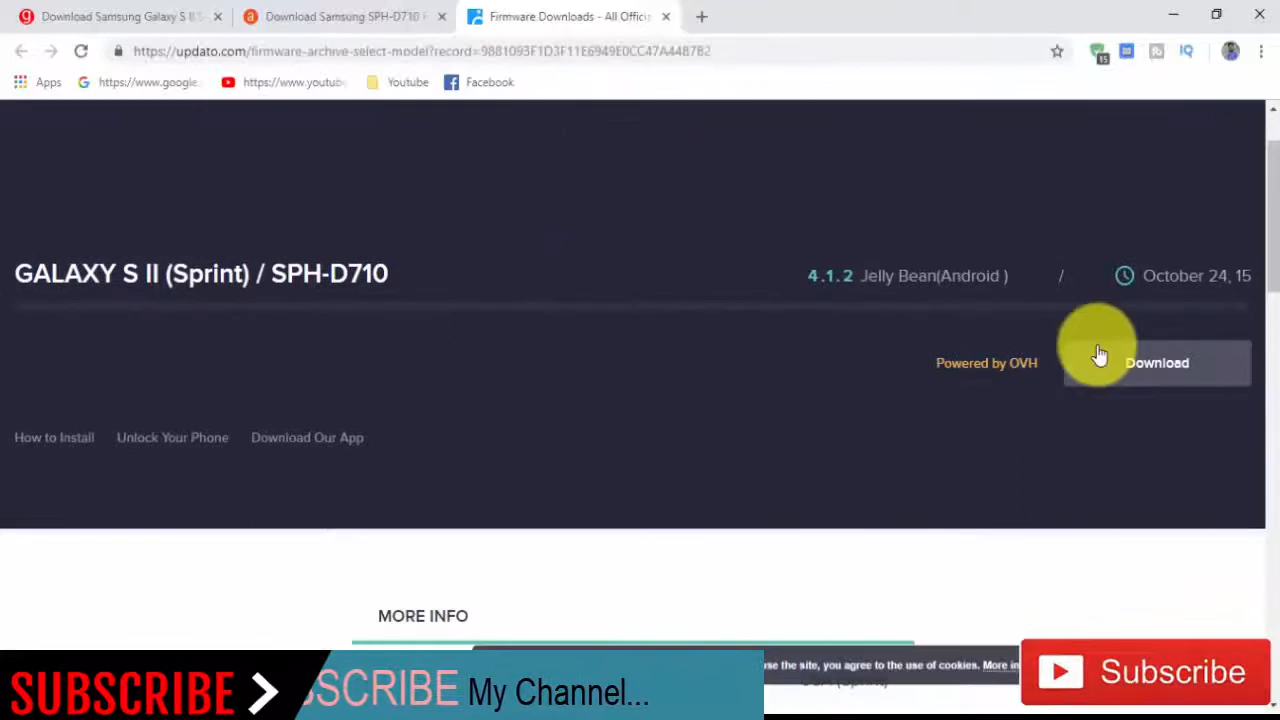 Download Samsung Galaxy S II S
Download Samsung SPH-D710 F
Firmware Downloads - All Offici
https://updato.com/firmware-archive-select-model?record=9881093F1D3F11E6949E0CC47A4487B2
15
IQ
Apps
https://www.google.
https://www.youtub
Youtube
Facebook
GALAXY S II (Sprint) / SPH-D710
4.1.2 Jelly Bean(Android ) / October 24, 15
Powered by OVH
Download
How to Install Unlock Your Phone Download Our App
MORE INFO
se the site, you agree to the use of cookies. More in
SUBSCRIBE
SCRIBE My Channel...
Subscribe